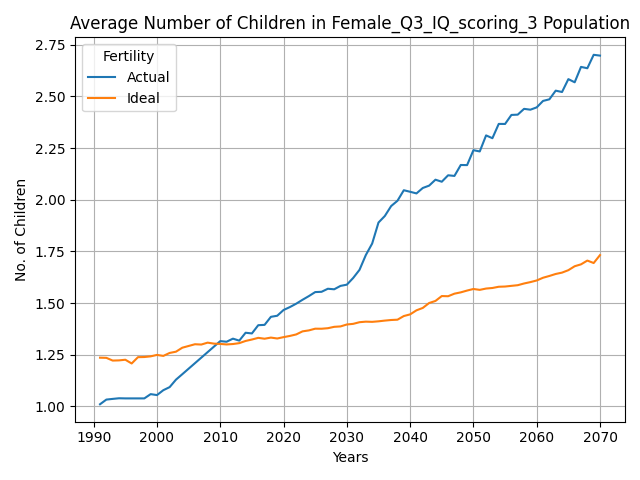 Average Number of Children in Female_Q3_IQ_scoring_3 Population
Fertility
Actual
Ideal
No. of Children
2.75
2.50
2.25
2.00
1.75
1.50
1.25
1.00
1990 2000 2010 2020 2030 2040 2050 2060 2070
Years